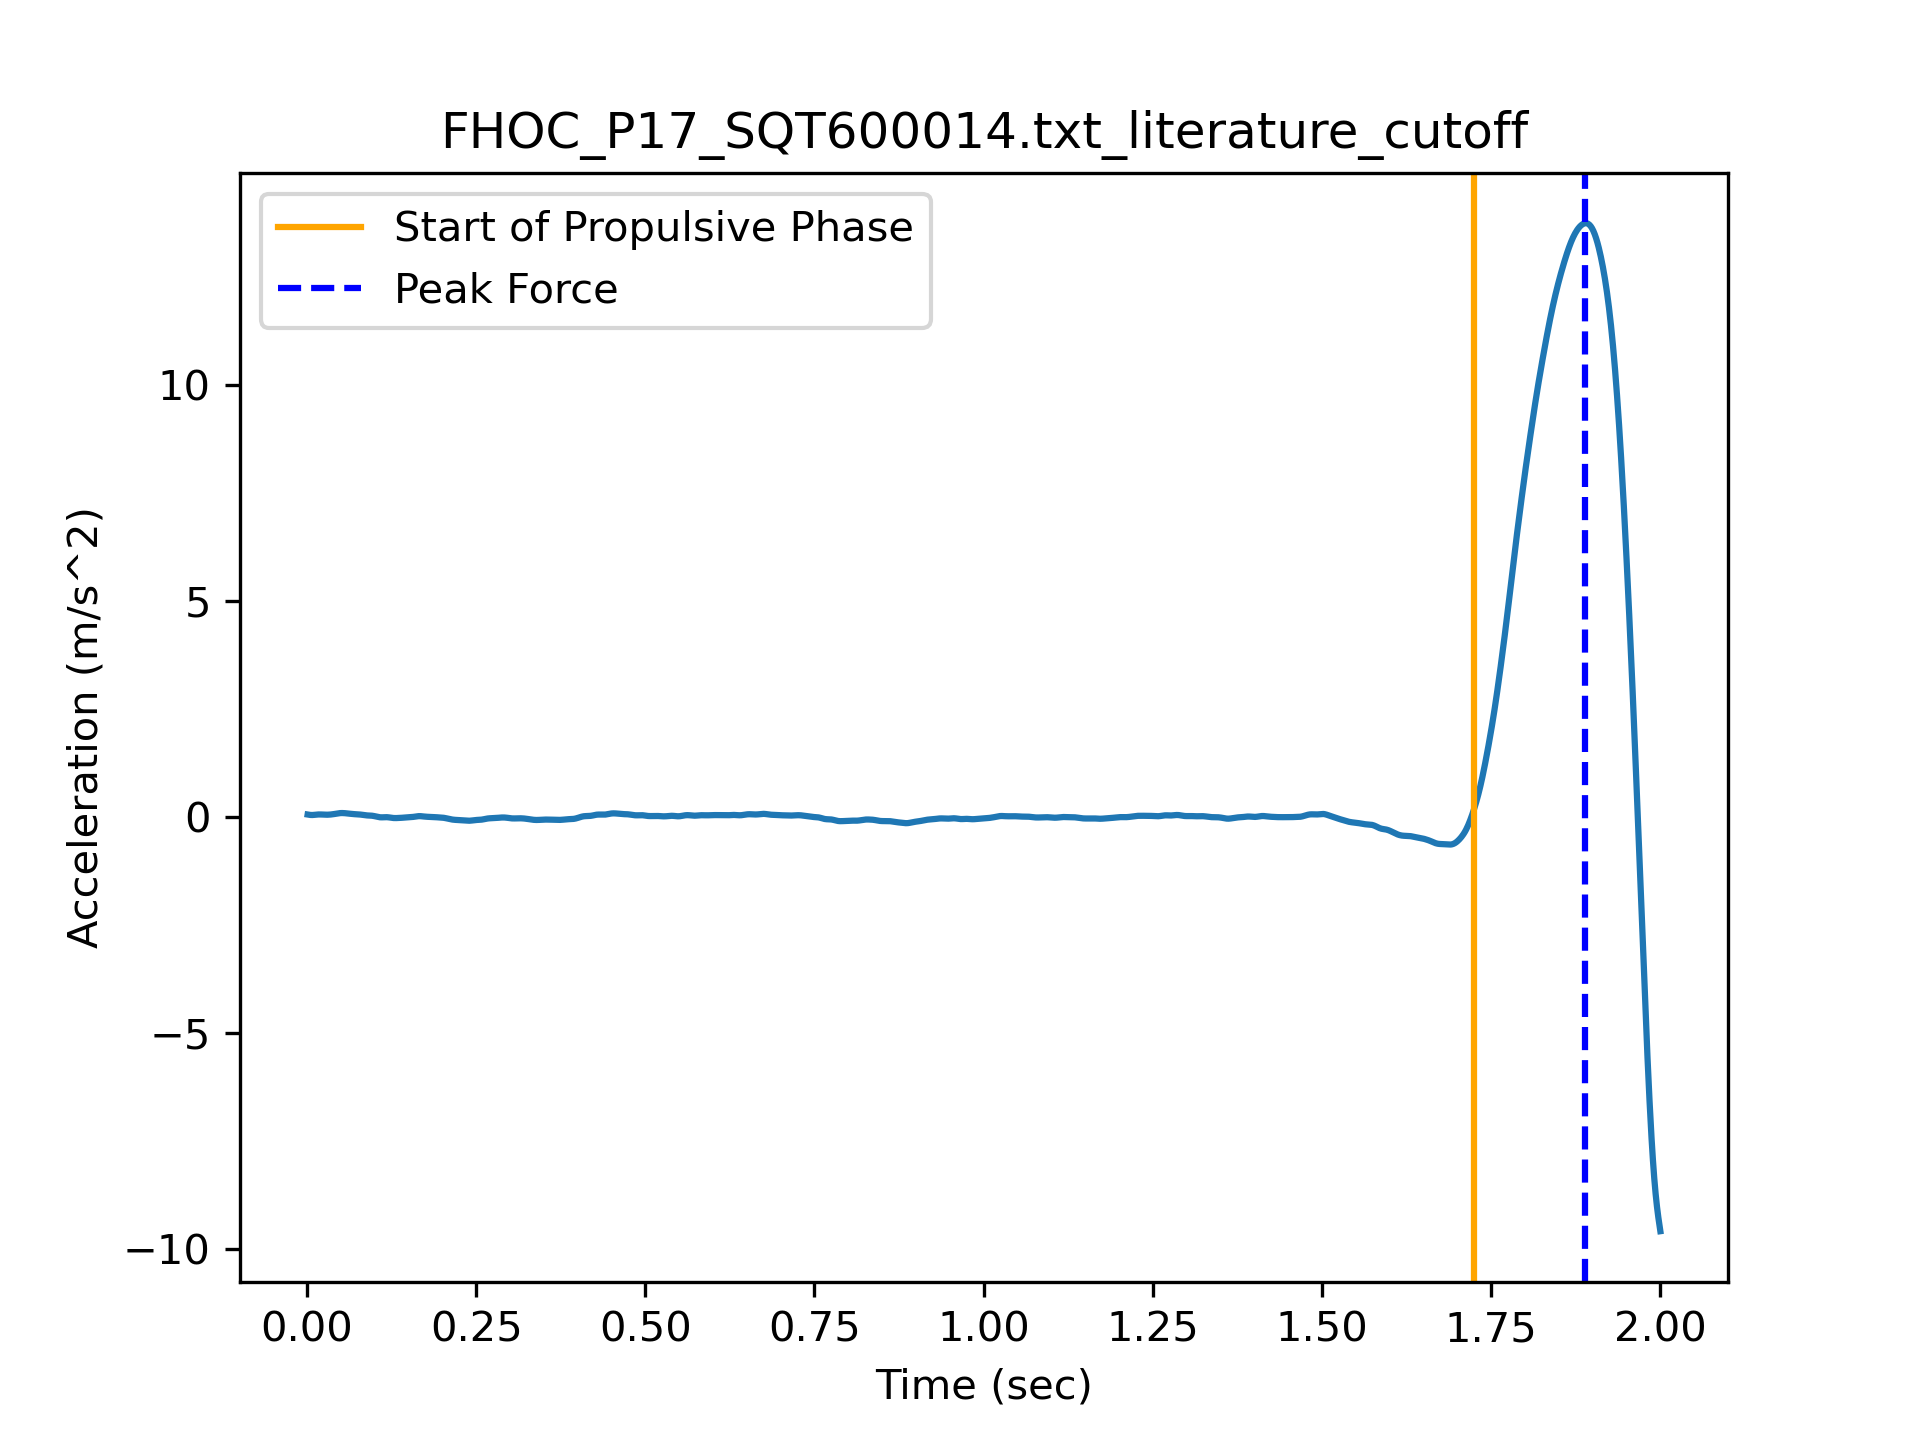 FHOC_P17_SQT600014.txt_literature_cutoff
Start of Propulsive Phase
Peak Force
10
5
0
−5
−10
Acceleration (m/s^2)
0.00 0.25 0.50 0.75 1.00 1.25 1.50 1.75 2.00
Time (sec)